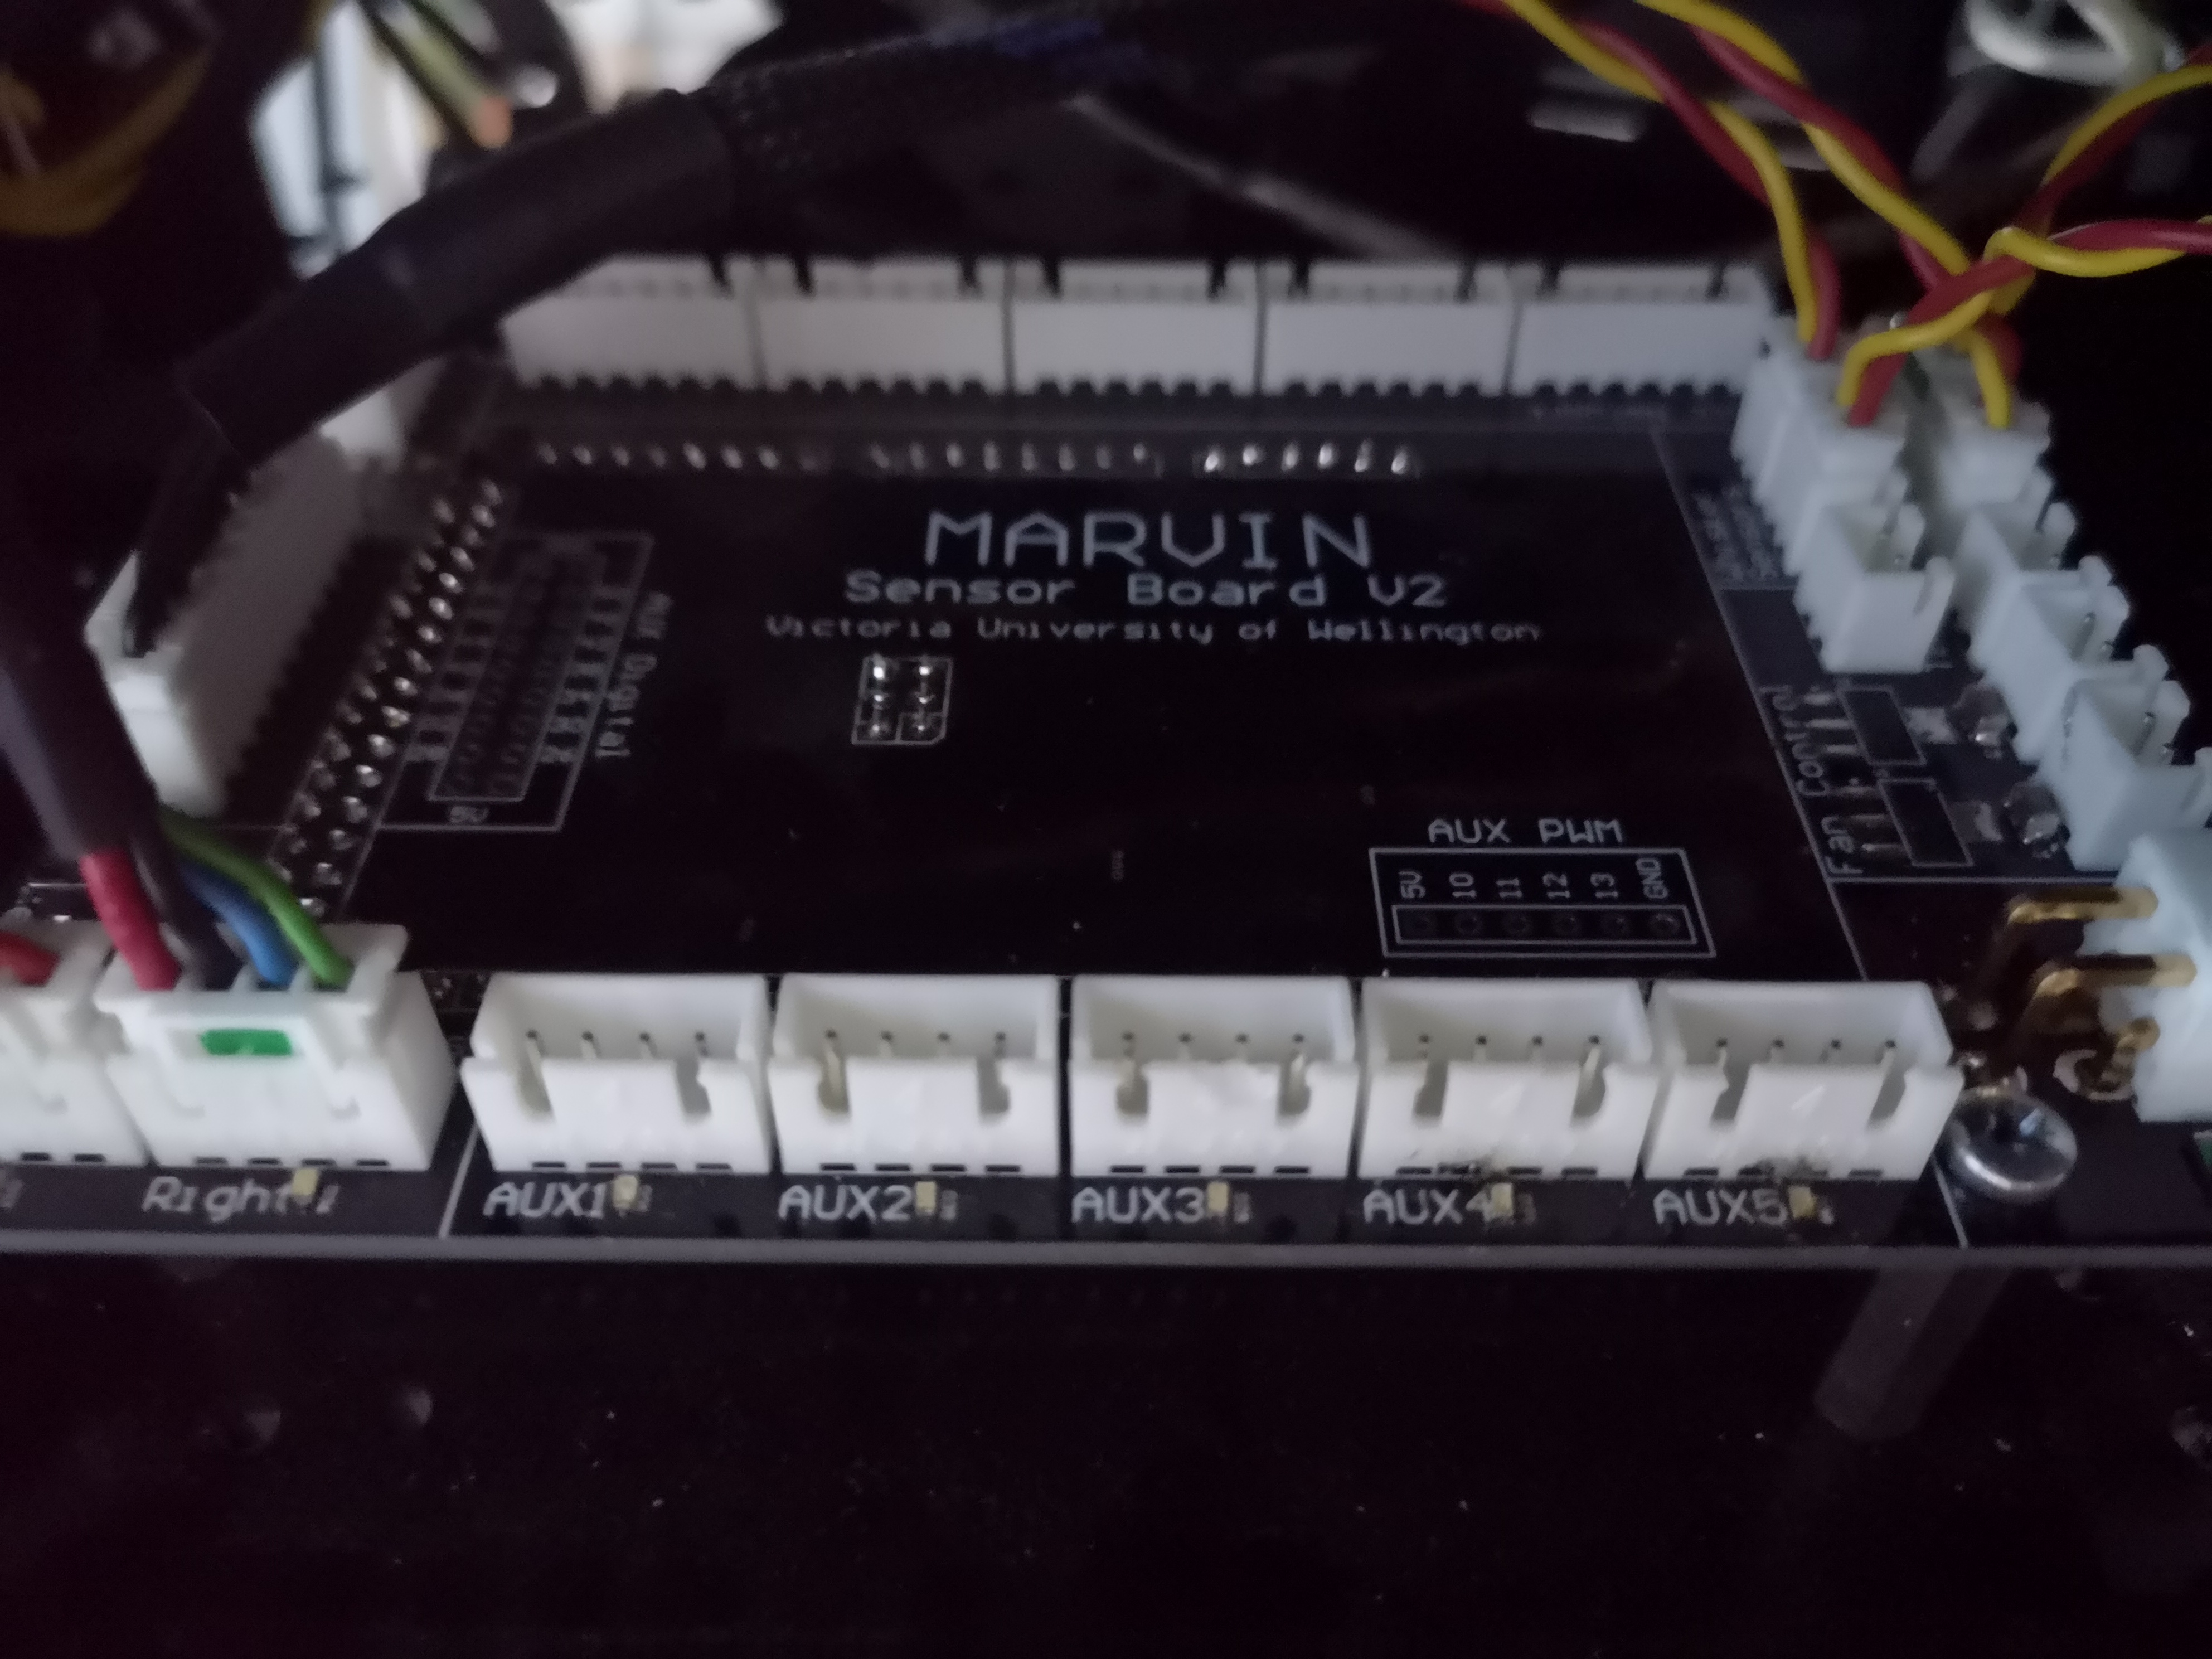 MARVIN
Sensor Board V2
Victoria University of Wellington
AUX Digital
5V
Fan Control
AUX PWM
5V 10 11 12 13 GND
Right
AUX1
AUX2
AUX3
AUX4
AUX5